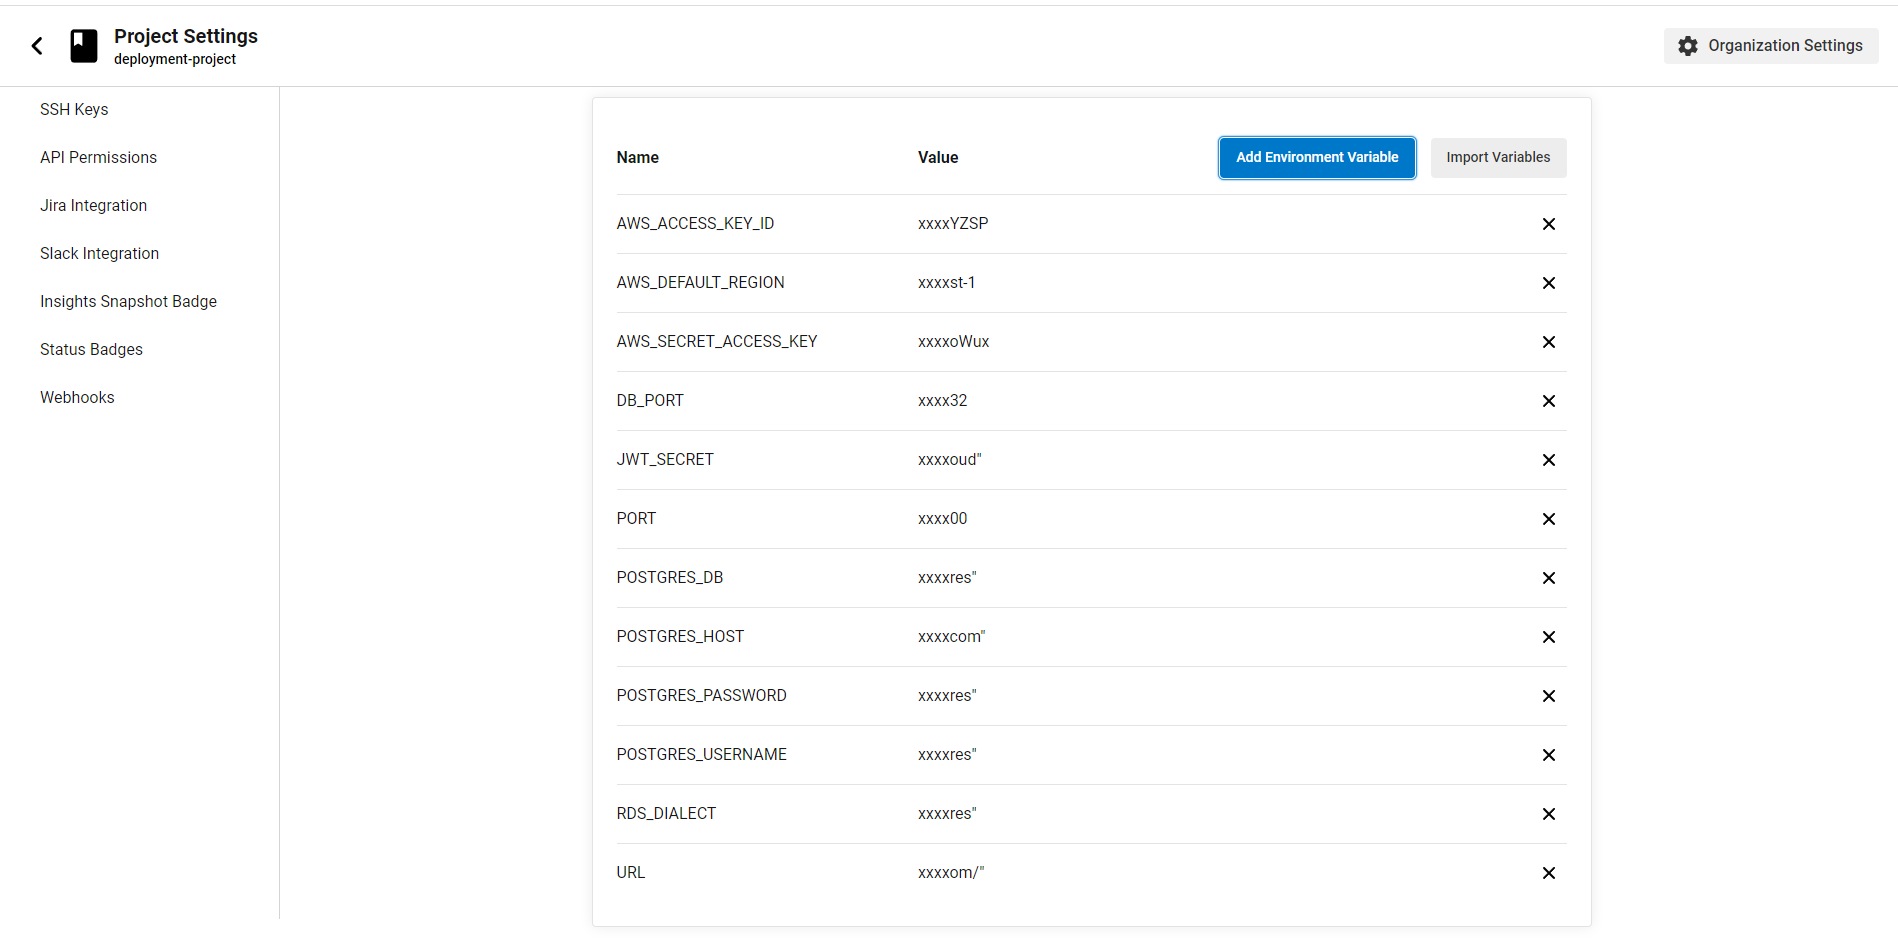 Project Settings
deployment-project
Organization Settings
SSH Keys
API Permissions
Jira Integration
Slack Integration
Insights Snapshot Badge
Status Badges
Webhooks
Name Value Add Environment Variable Import Variables
AWS_ACCESS_KEY_ID xxxxYZSP
AWS_DEFAULT_REGION xxxxst-1
AWS_SECRET_ACCESS_KEY xxxxoWux
DB_PORT xxxx32
JWT_SECRET xxxxoud"
PORT xxxx00
POSTGRES_DB xxxxres"
POSTGRES_HOST xxxxcom"
POSTGRES_PASSWORD xxxxres"
POSTGRES_USERNAME xxxxres"
RDS_DIALECT xxxxres"
URL xxxxom/"